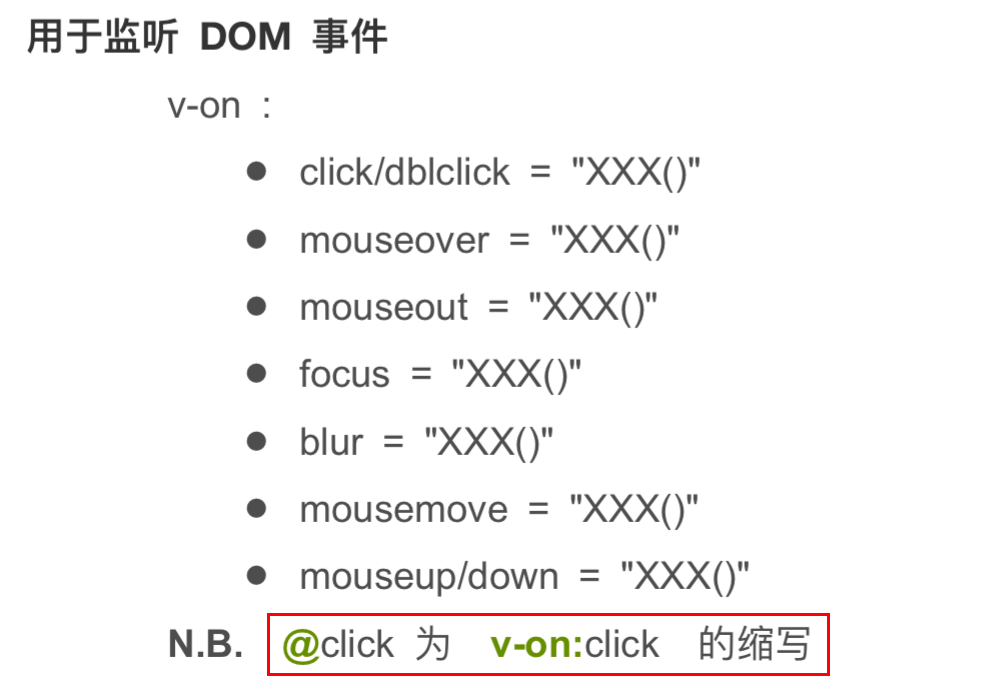 用于监听 DOM 事件
v-on :
● click/dblclick = "XXX()"
● mouseover = "XXX()"
● mouseout = "XXX()"
● focus = "XXX()"
● blur = "XXX()"
● mousemove = "XXX()"
● mouseup/down = "XXX()"
N.B. @click 为 v-on:click 的缩写